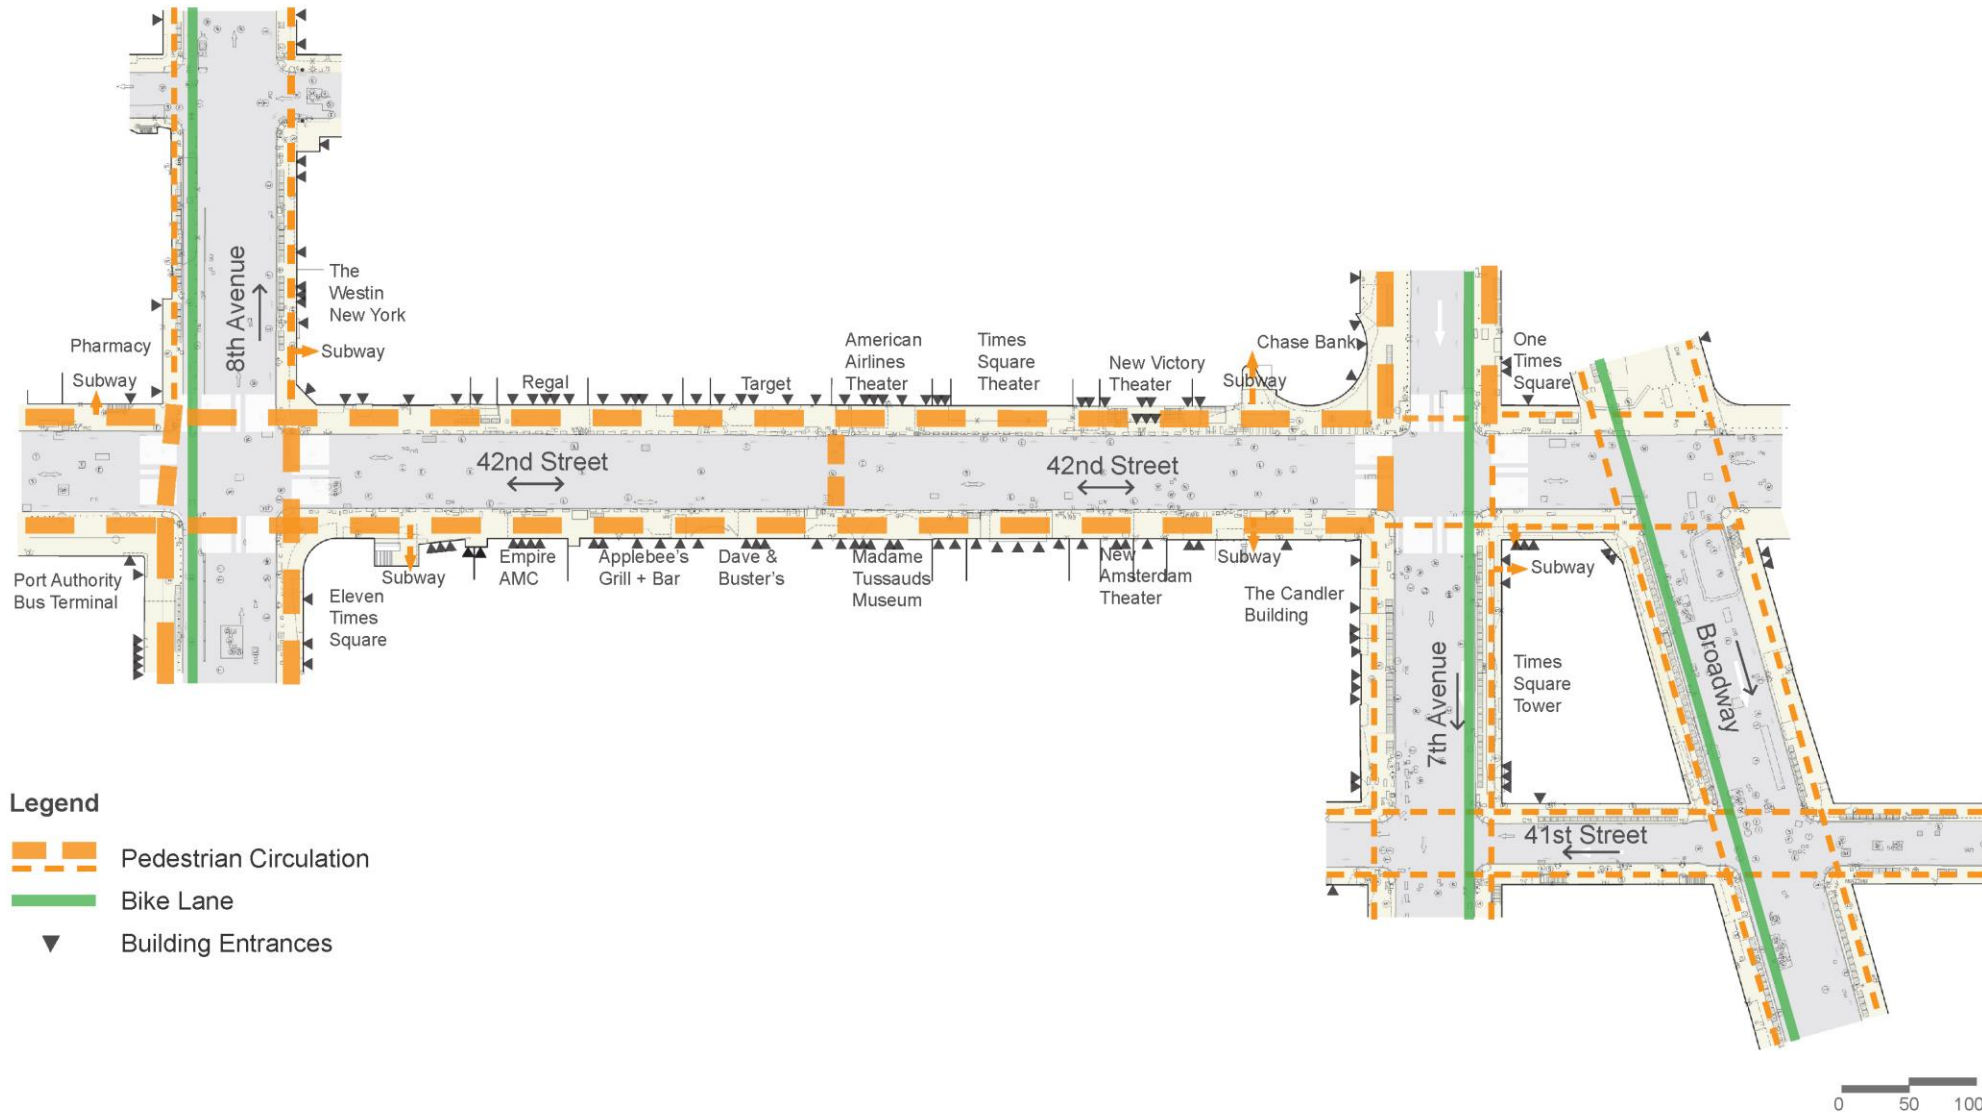 8th Avenue
The
Westin
New York
Subway
Pharmacy
Subway
Regal
Target
American
Airlines
Theater
Times
Square
Theater
New Victory
Theater
Chase Bank
Subway
One
Times
Square
42nd Street
42nd Street
Port Authority
Bus Terminal
Eleven
Times
Square
Subway
Empire
AMC
Applebee's
Grill + Bar
Dave &
Buster's
Madame
Tussauds
Museum
New
Amsterdam
Theater
Subway
The Candler
Building
Subway
Times
Square
Tower
7th Avenue
Broadway
41st Street
Legend
Pedestrian Circulation
Bike Lane
Building Entrances
0 50 100